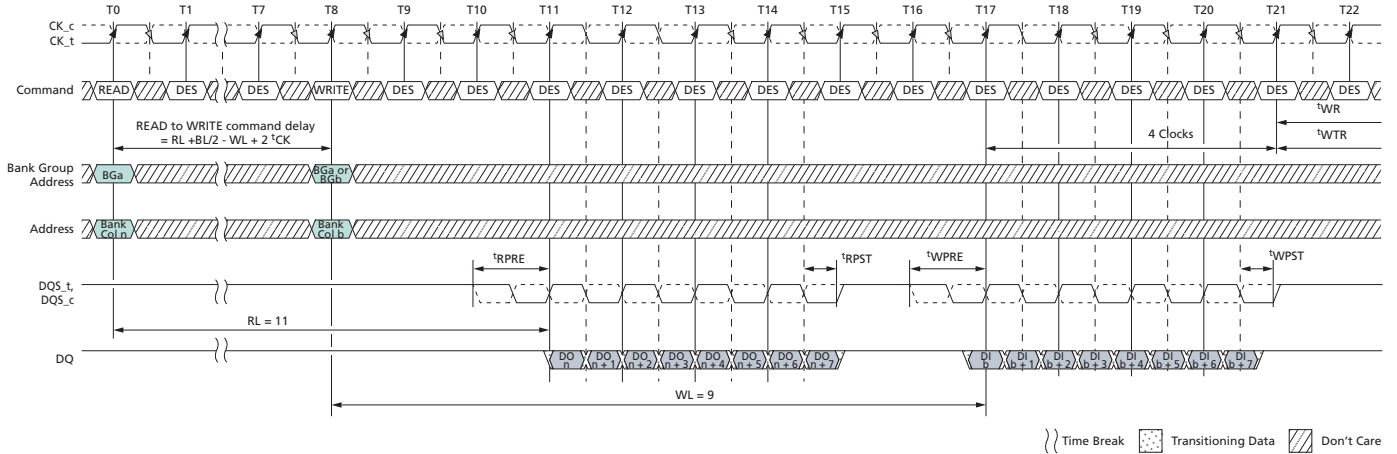 T0 T1 T7 T8 T9 T10 T11 T12 T13 T14 T15 T16 T17 T18 T19 T20 T21 T22
CK_c
CK_t
Command READ DES DES WRITE DES DES DES DES DES DES DES DES DES DES DES DES DES DES
tWR
READ to WRITE command delay
= RL +BL/2 - WL + 2 tCK
4 Clocks
tWTR
Bank Group
Address
BGa
BGa or
BGb
Address
Bank
Col n
Bank
Col b
tRPRE tRPST tWPRE tWPST
DQS_t,
DQS_c
RL = 11
DQ
DO
n
DO
n + 1
DO
n + 2
DO
n + 3
DO
n + 4
DO
n + 5
DO
n + 6
DO
n + 7
DI
b
DI
b + 1
DI
b + 2
DI
b + 3
DI
b + 4
DI
b + 5
DI
b + 6
DI
b + 7
WL = 9
Time Break Transitioning Data Don't Care